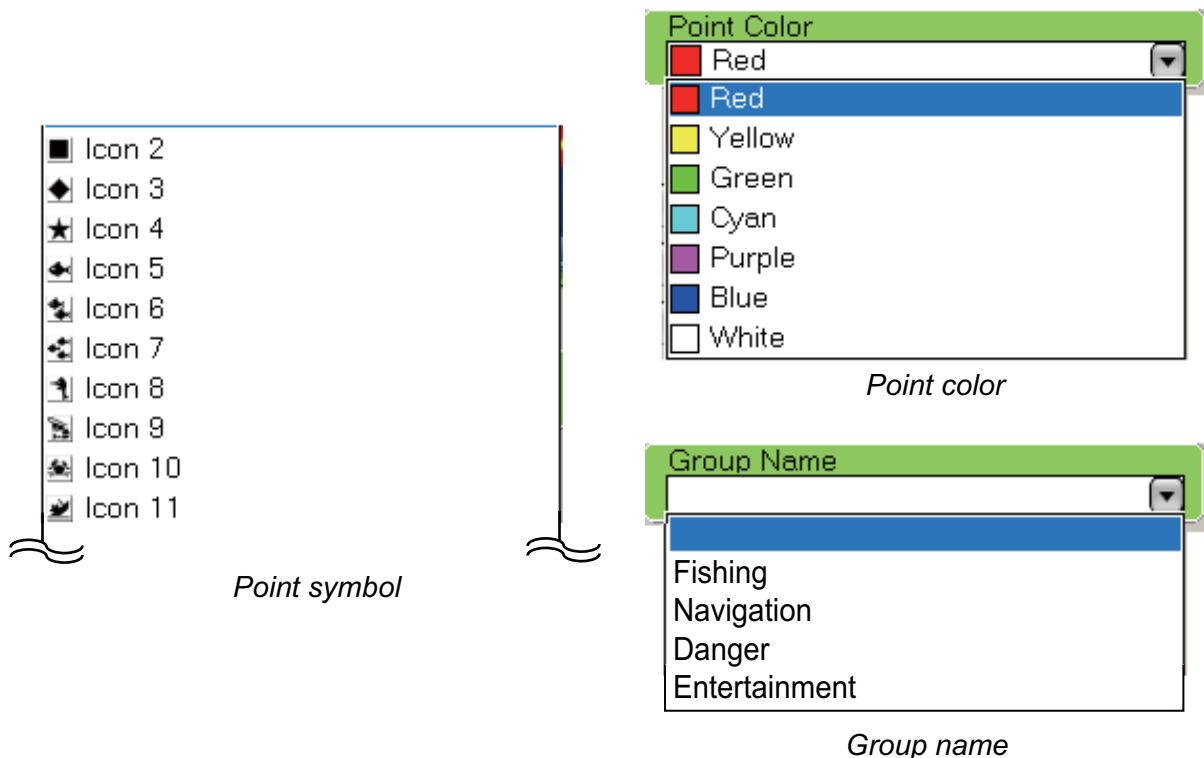 Icon 2
Icon 3
Icon 4
Icon 5
Icon 6
Icon 7
Icon 8
Icon 9
Icon 10
Icon 11
Point symbol
Point Color
Red
Red
Yellow
Green
Cyan
Purple
Blue
White
Point color
Group Name
Fishing
Navigation
Danger
Entertainment
Group name